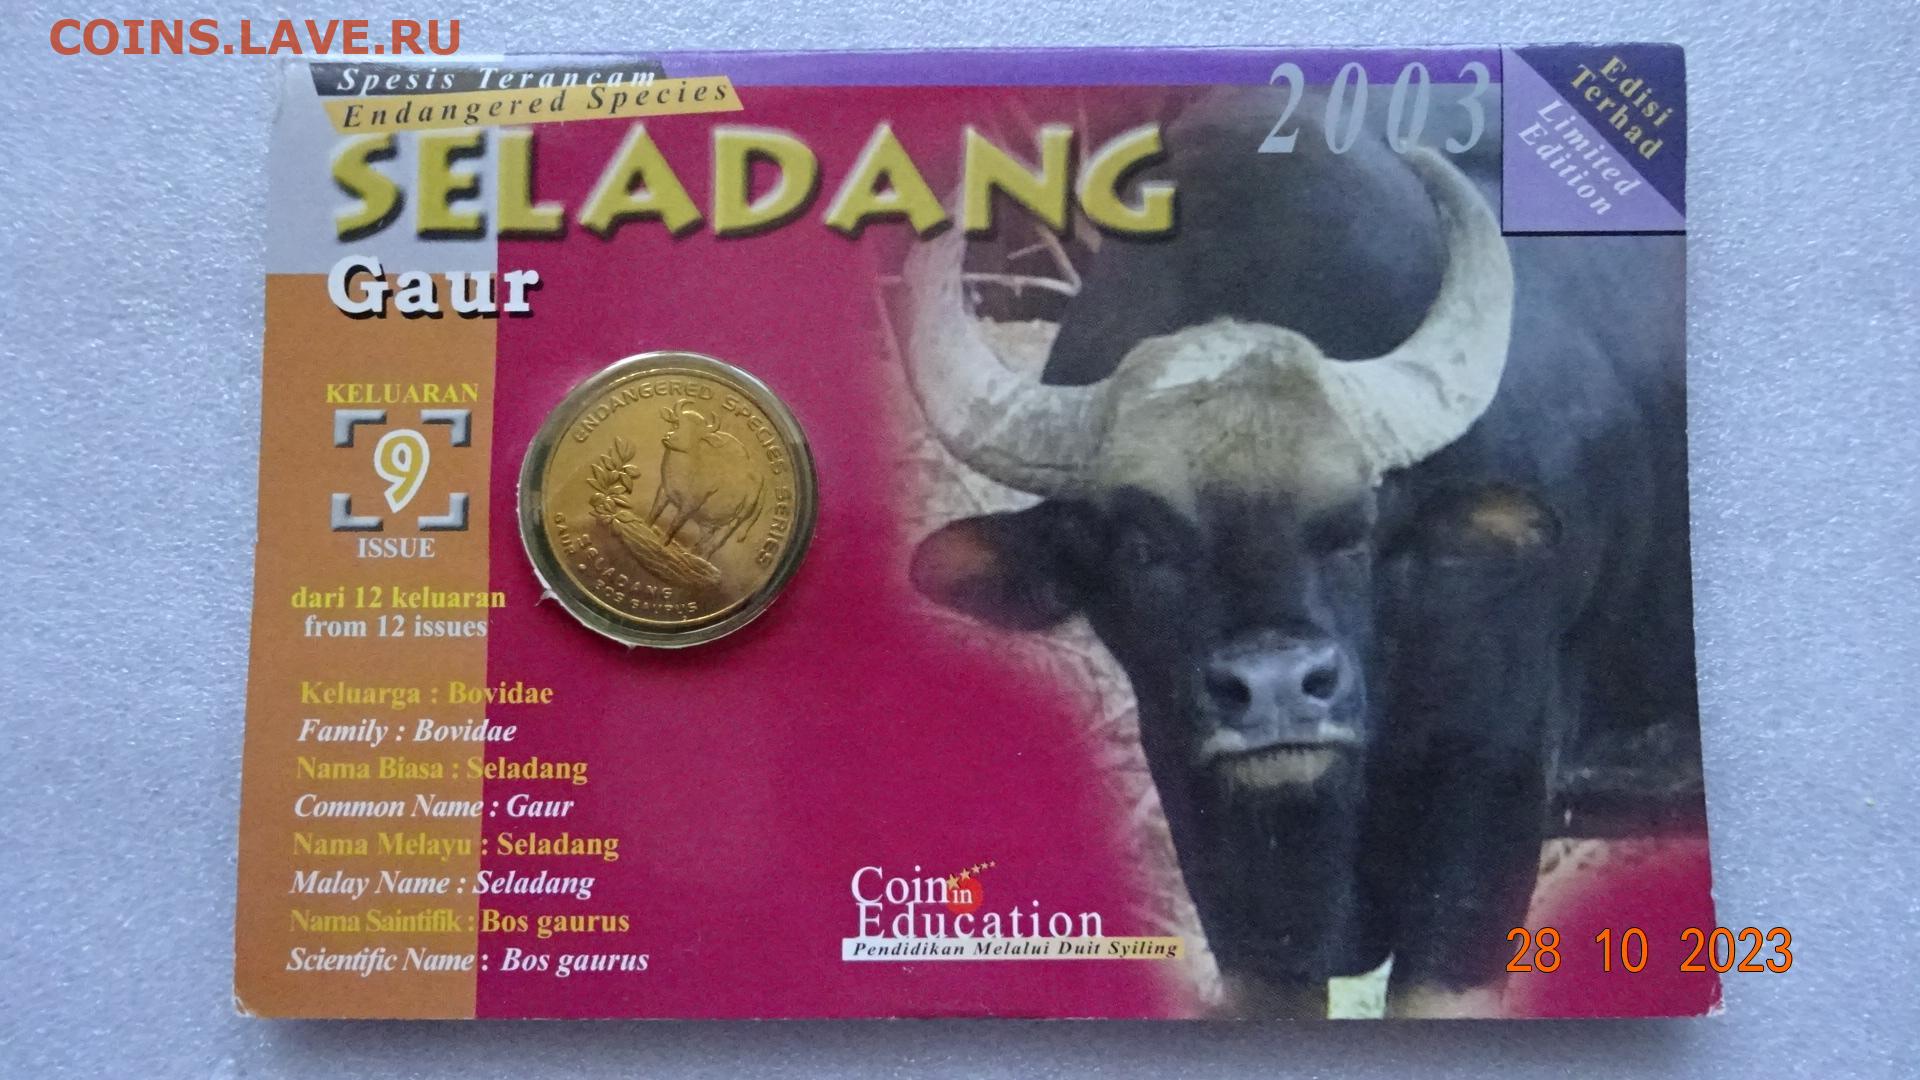 COINS.LAVE.RU
Spesis Terancam
Endangered Species
SELADANG
Gaur
2003
Edisi
Terhad
Limited
Edition
KELUARAN
9
ISSUE
dari 12 keluaran
from 12 issues
ENDANGERED SPECIES SERIES
SELADANG
GAUR • BOS GAURUS
Keluarga : Bovidae
Family : Bovidae
Nama Biasa : Seladang
Common Name : Gaur
Nama Melayu : Seladang
Malay Name : Seladang
Nama Saintifik : Bos gaurus
Scientific Name : Bos gaurus
Coin in
Education
Pendidikan Melalui Duit Syiling
28 10 2023